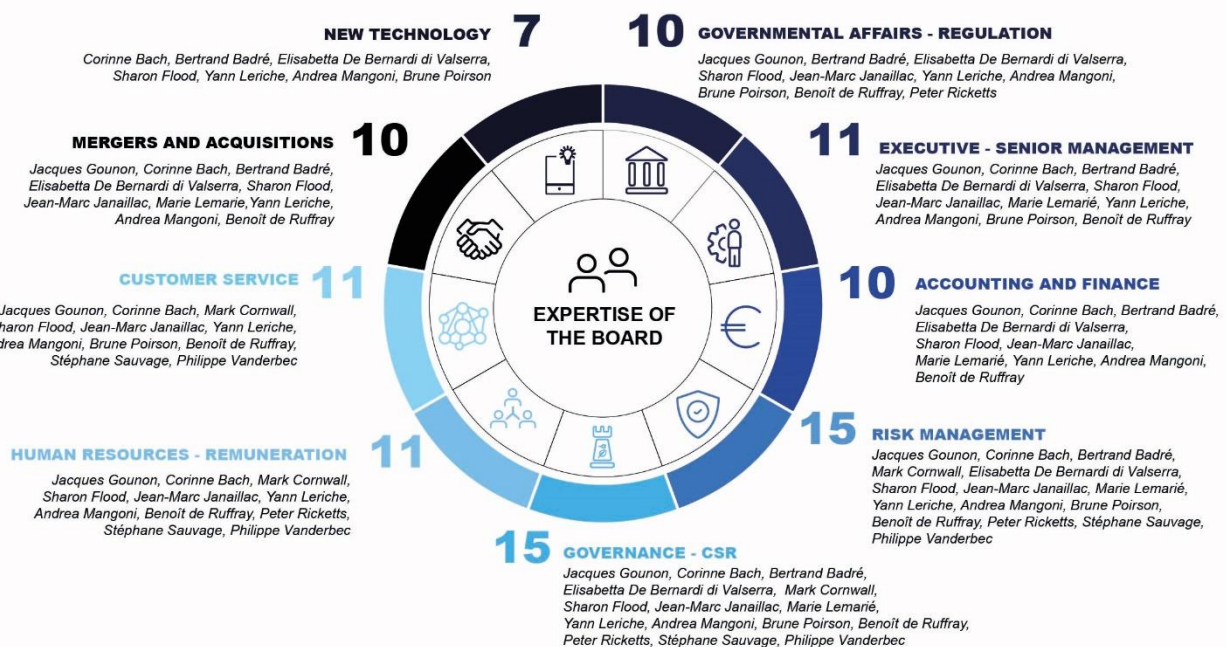 NEW TECHNOLOGY 7
Corinne Bach, Bertrand Badré, Elisabetta De Bernardi di Valserra,
Sharon Flood, Yann Leriche, Andrea Mangoni, Brune Poirson
10 GOVERNMENTAL AFFAIRS - REGULATION
Jacques Gounon, Bertrand Badré, Elisabetta De Bernardi di Valserra,
Sharon Flood, Jean-Marc Janaillac, Yann Leriche, Andrea Mangoni,
Brune Poirson, Benoît de Ruffray, Peter Ricketts
MERGERS AND ACQUISITIONS 10
Jacques Gounon, Corinne Bach, Bertrand Badré,
Elisabetta De Bernardi di Valserra, Sharon Flood,
Jean-Marc Janaillac, Marie Lemarie,Yann Leriche,
Andrea Mangoni, Benoît de Ruffray
11 EXECUTIVE - SENIOR MANAGEMENT
Jacques Gounon, Corinne Bach, Bertrand Badré,
Elisabetta De Bernardi di Valserra, Sharon Flood,
Jean-Marc Janaillac, Marie Lemarié, Yann Leriche,
Andrea Mangoni, Brune Poirson, Benoît de Ruffray
CUSTOMER SERVICE 11
Jacques Gounon, Corinne Bach, Mark Cornwall,
haron Flood, Jean-Marc Janaillac, Yann Leriche,
drea Mangoni, Brune Poirson, Benoît de Ruffray,
Stéphane Sauvage, Philippe Vanderbec
EXPERTISE OF
THE BOARD
10 ACCOUNTING AND FINANCE
Jacques Gounon, Corinne Bach, Bertrand Badré,
Elisabetta De Bernardi di Valserra,
Sharon Flood, Jean-Marc Janaillac,
Marie Lemarié, Yann Leriche, Andrea Mangoni,
Benoît de Ruffray
HUMAN RESOURCES - REMUNERATION 11
Jacques Gounon, Corinne Bach, Mark Cornwall,
Sharon Flood, Jean-Marc Janaillac, Yann Leriche,
Andrea Mangoni, Benoît de Ruffray, Peter Ricketts,
Stéphane Sauvage, Philippe Vanderbec
15 RISK MANAGEMENT
Jacques Gounon, Corinne Bach, Bertrand Badré,
Mark Cornwall, Elisabetta De Bernardi di Valserra,
Sharon Flood, Jean-Marc Janaillac, Marie Lemarié,
Yann Leriche, Andrea Mangoni, Brune Poirson,
Benoît de Ruffray, Peter Ricketts, Stéphane Sauvage,
Philippe Vanderbec
15 GOVERNANCE - CSR
Jacques Gounon, Corinne Bach, Bertrand Badré,
Elisabetta De Bernardi di Valserra, Mark Cornwall,
Sharon Flood, Jean-Marc Janaillac, Marie Lemarié,
Yann Leriche, Andrea Mangoni, Brune Poirson, Benoît de Ruffray,
Peter Ricketts, Stéphane Sauvage, Philippe Vanderbec